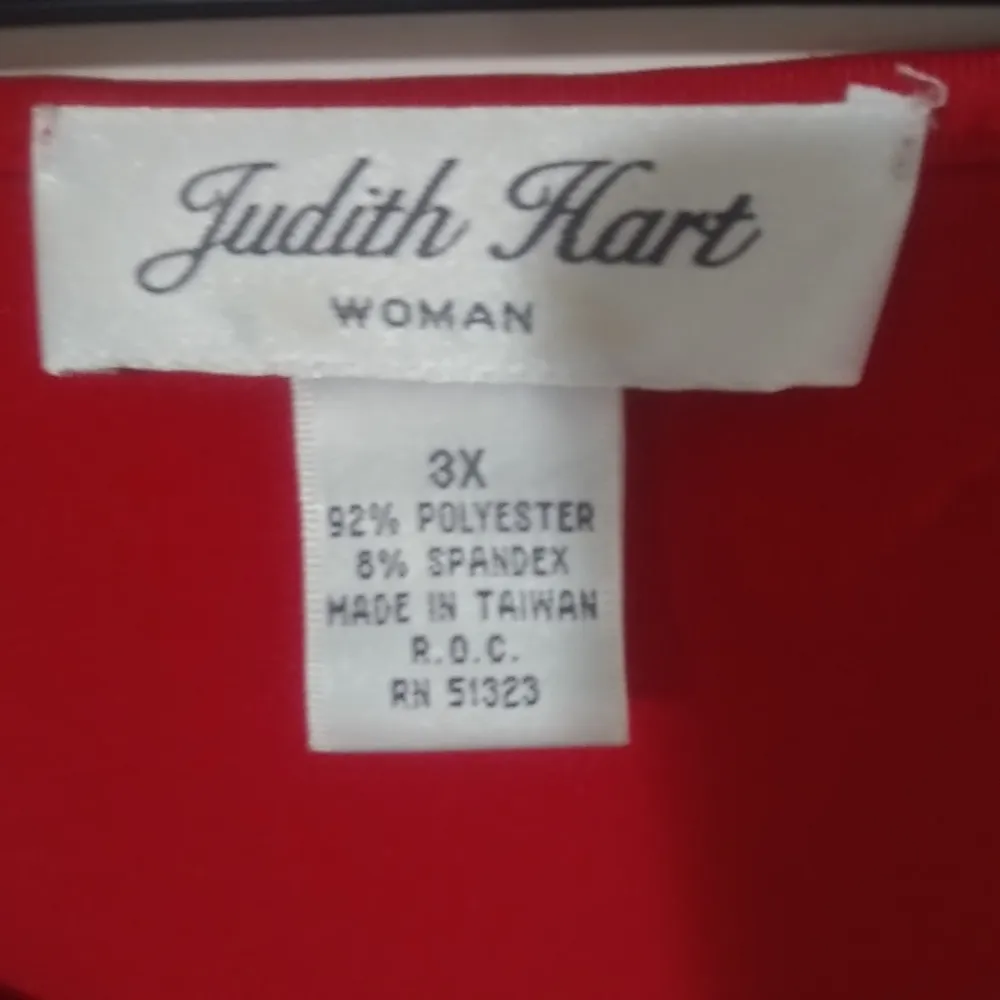 Judith Hart
WOMAN
3X
92% POLYESTER
8% SPANDEX
MADE IN TAIWAN
R.O.C.
RN 51323